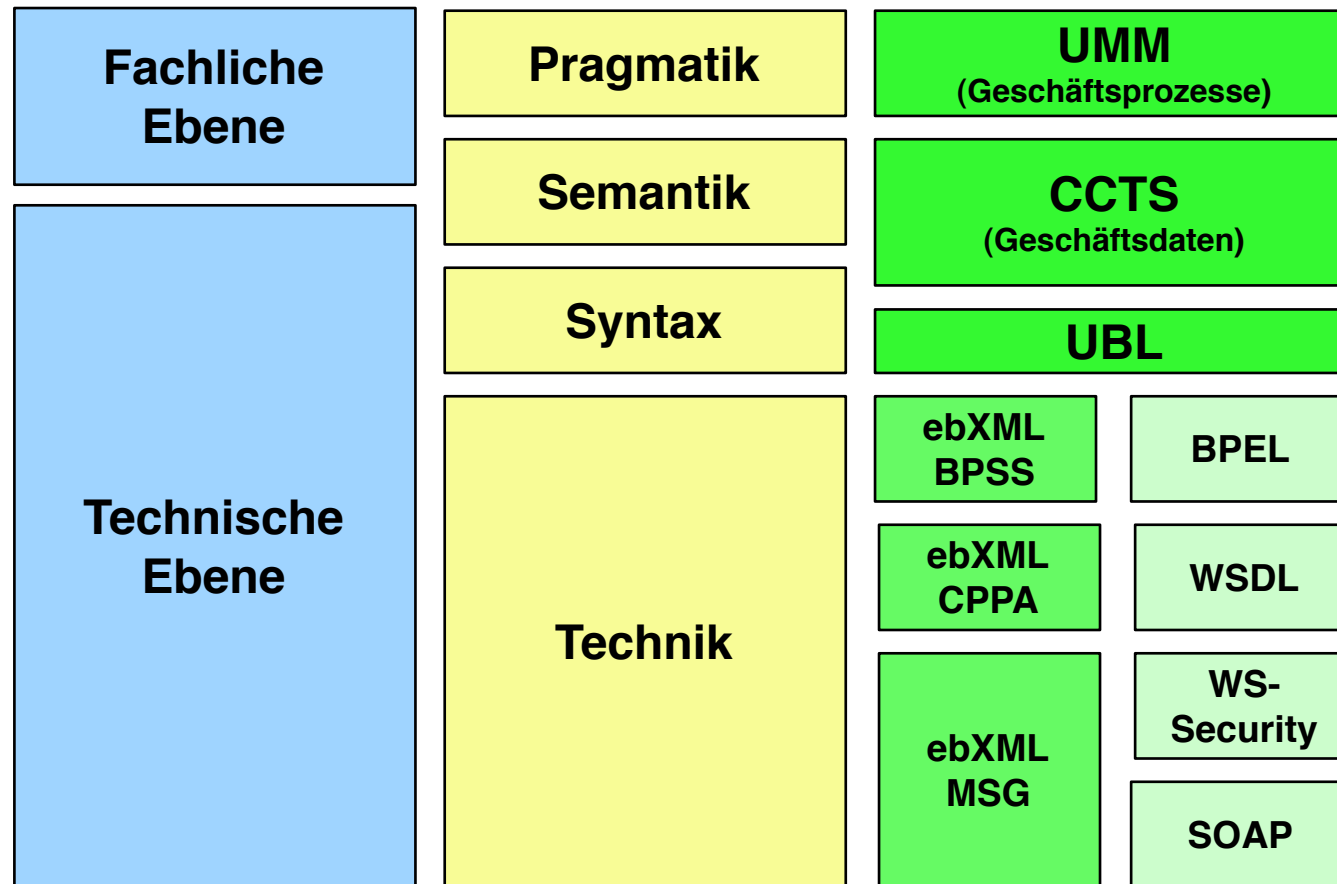 Fachliche
Ebene
Technische
Ebene
Pragmatik
Semantik
Syntax
Technik
UMM
(Geschäftsprozesse)
CCTS
(Geschäftsdaten)
UBL
ebXML
BPSS
BPEL
ebXML
CPPA
WSDL
ebXML
MSG
WS-
Security
SOAP